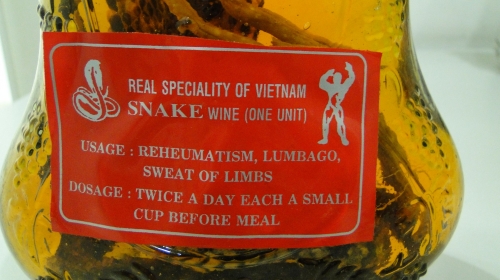 REAL SPECIALITY OF VIETNAM
SNAKE WINE (ONE UNIT)
USAGE : REHEUMATISM, LUMBAGO,
SWEAT OF LIMBS
DOSAGE : TWICE A DAY EACH A SMALL
CUP BEFORE MEAL